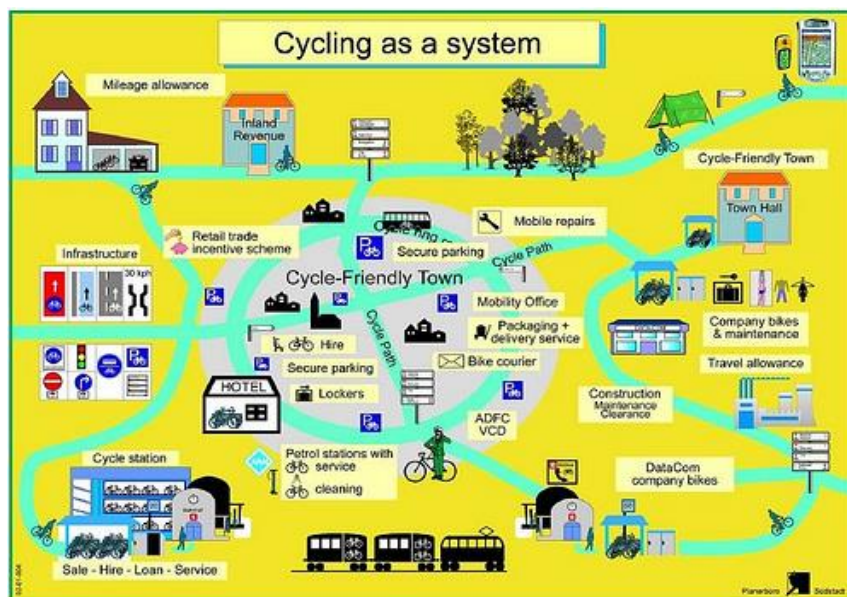 Cycling as a system
Mileage allowance
Inland
Revenue
Cycle-Friendly Town
Town Hall
Retail trade
incentive scheme
Mobile repairs
Secure parking
Cycle Path
Infrastructure
30 kph
Cycle-Friendly Town
Mobility Office
Packaging +
delivery service
Company bikes
& maintenance
Cycle Path
Hire
Bike courier
Travel allowance
Secure parking
HOTEL
Lockers
Construction
Maintenance
Clearance
ADFC
VCD
Petrol stations with
service
cleaning
Cycle station
DataCom
company bikes
Sale - Hire - Loan - Service
Planerbüro
Südstadt